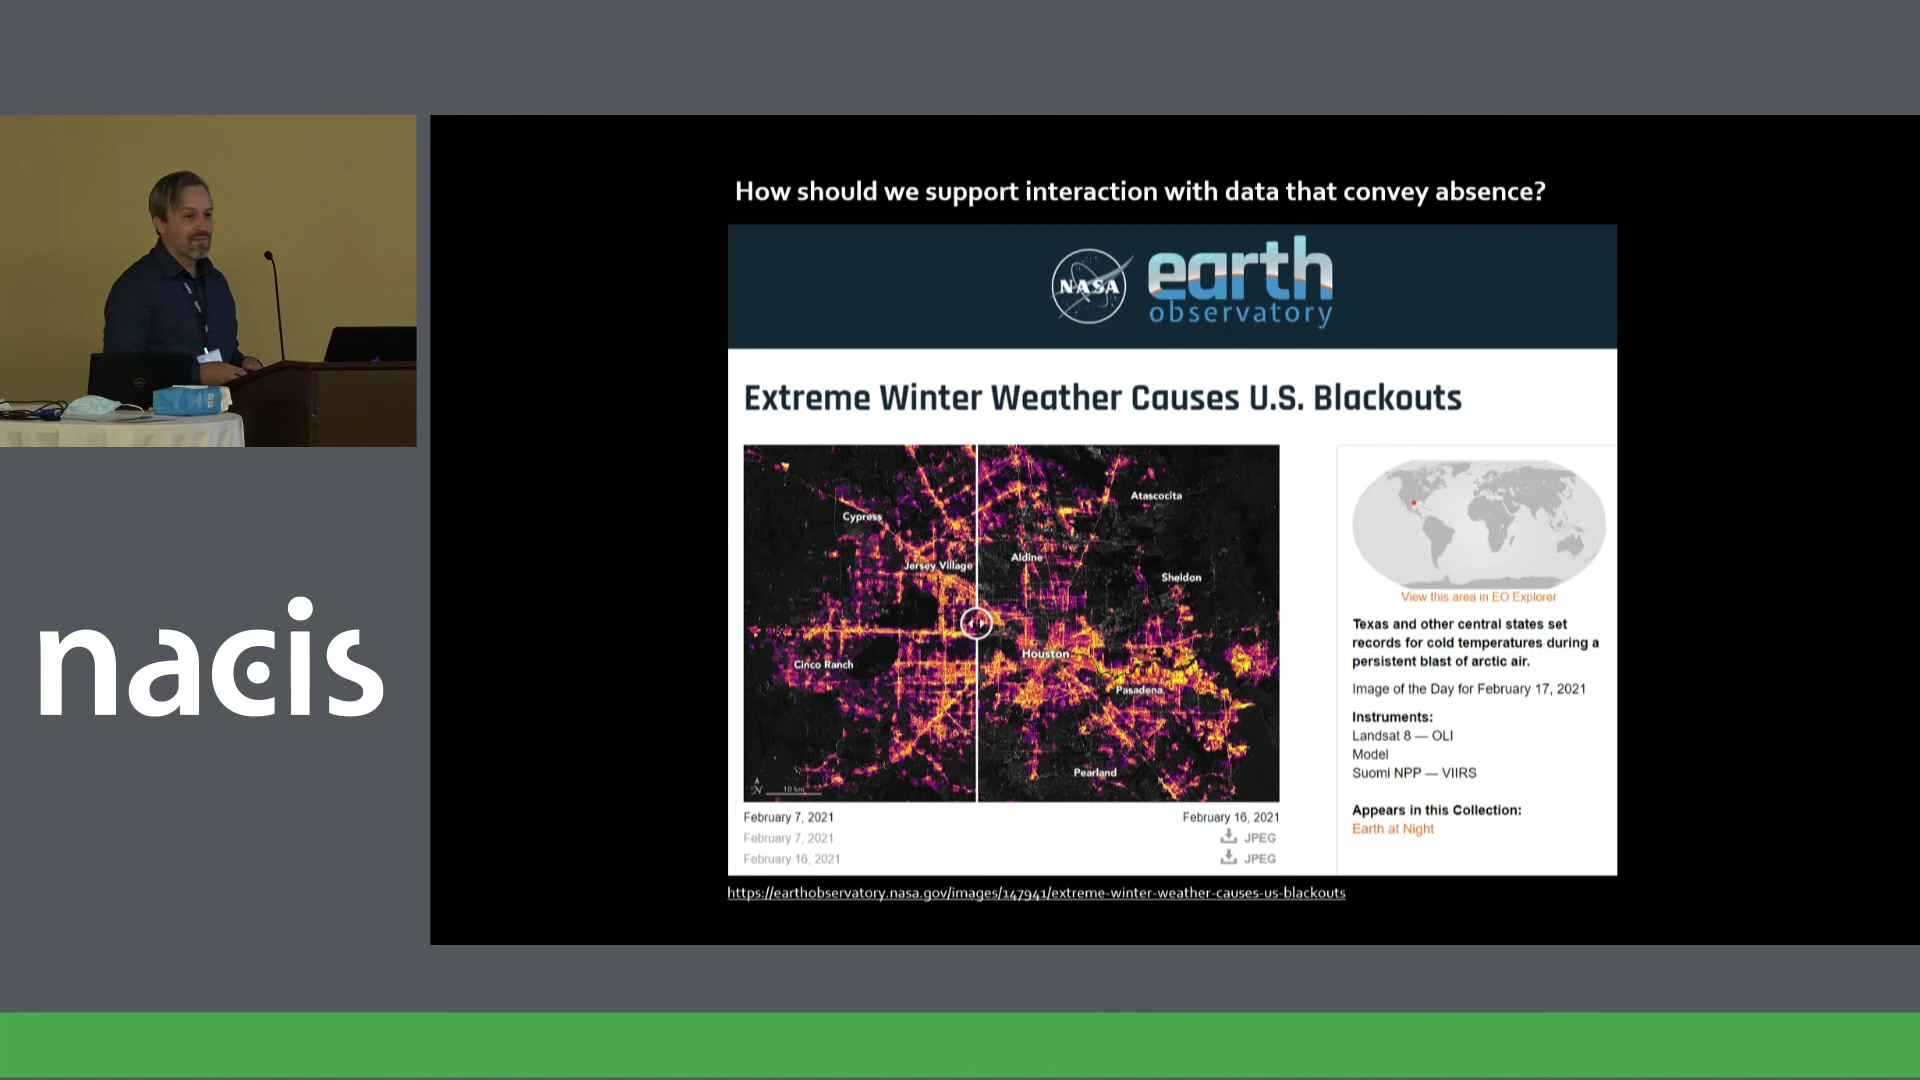 How should we support interaction with data that convey absence?
NASA
earth
observatory
Extreme Winter Weather Causes U.S. Blackouts
Atascocita
Cypress
Aldine
Jersey Village
Sheldon
Houston
Cinco Ranch
Pasadena
Pearland
N
10 km
February 7, 2021
February 16, 2021
February 7, 2021
JPEG
February 16, 2021
JPEG
View this area in EO Explorer
Texas and other central states set
records for cold temperatures during a
persistent blast of arctic air.
Image of the Day for February 17, 2021
Instruments:
Landsat 8 — OLI
Model
Suomi NPP — VIIRS
Appears in this Collection:
Earth at Night
https://earthobservatory.nasa.gov/images/147941/extreme-winter-weather-causes-us-blackouts
nacis